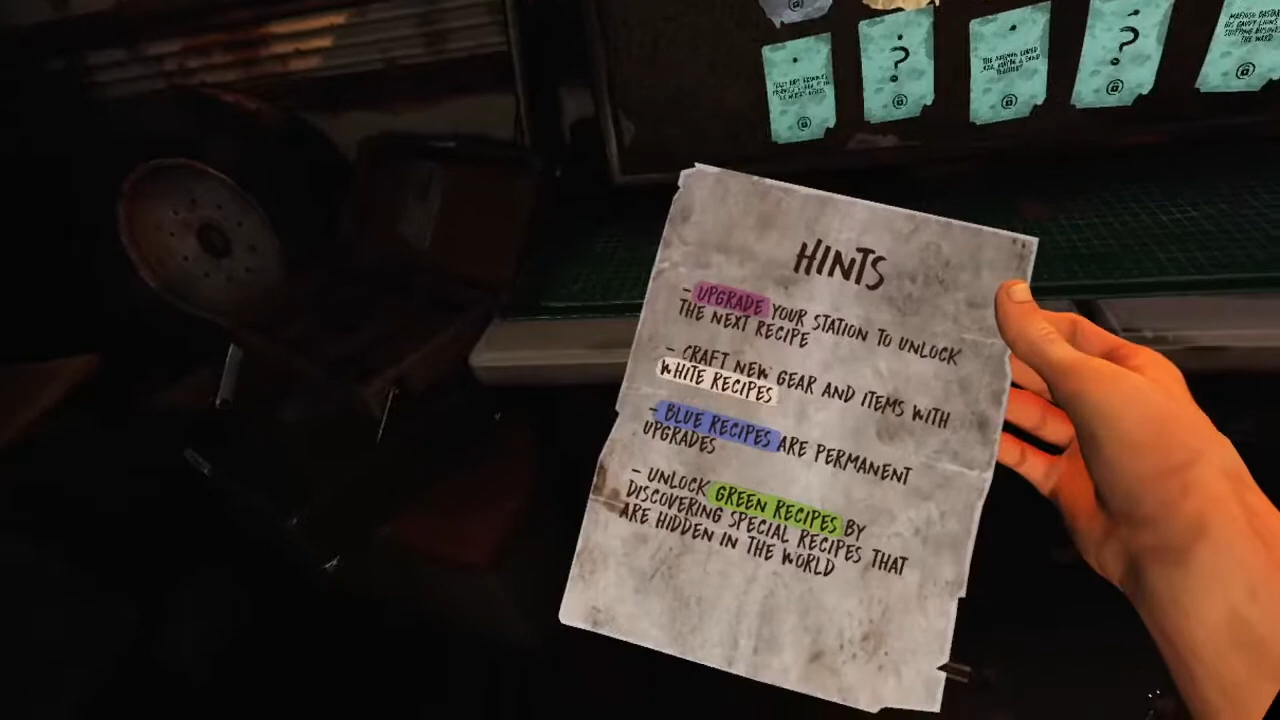 ?
?
HINTS
- UPGRADE YOUR STATION TO UNLOCK
THE NEXT RECIPE
- CRAFT NEW GEAR AND ITEMS WITH
WHITE RECIPES
- BLUE RECIPES ARE PERMANENT
UPGRADES
- UNLOCK GREEN RECIPES BY
DISCOVERING SPECIAL RECIPES THAT
ARE HIDDEN IN THE WORLD